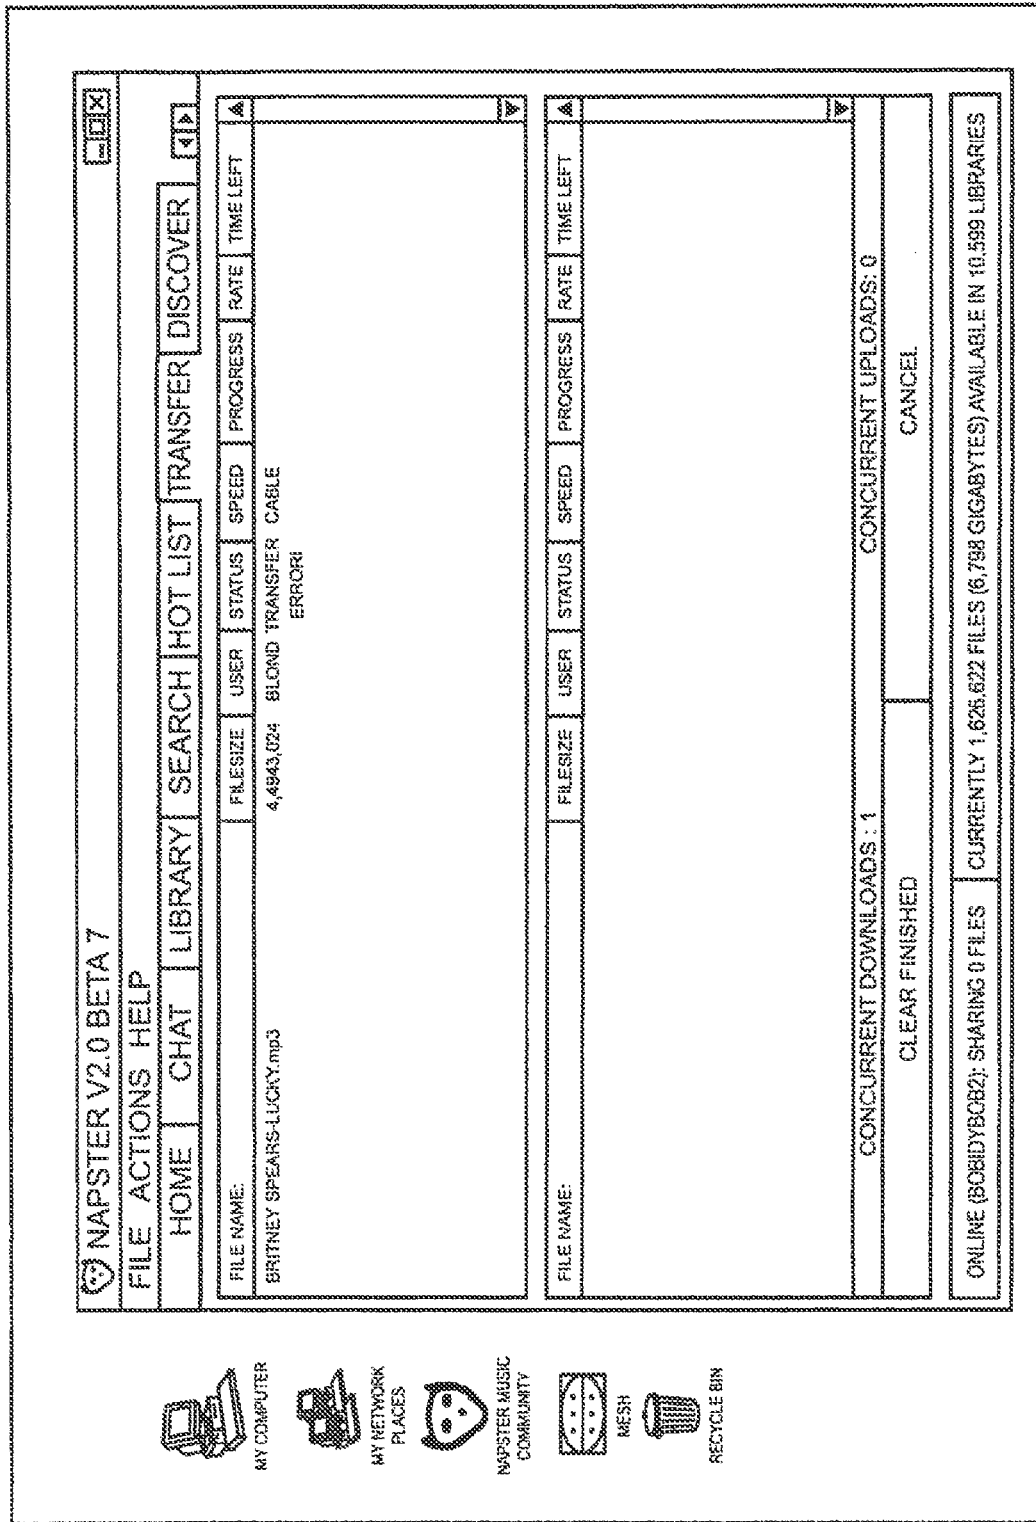 NAPSTER V2.0 BETA 7
FILE ACTIONS HELP
HOME CHAT LIBRARY SEARCH HOT LIST TRANSFER DISCOVER
FILE NAME: FILESIZE USER STATUS SPEED PROGRESS RATE TIME LEFT
BRITNEY SPEARS-LUCKY.mp3 4,4943,024 BLOND TRANSFER CABLE
ERROR!
FILE NAME: FILESIZE USER STATUS SPEED PROGRESS RATE TIME LEFT
CONCURRENT DOWNLOADS : 1 CONCURRENT UPLOADS: 0
CLEAR FINISHED CANCEL
ONLINE (BOBIDYBOB2): SHARING 0 FILES CURRENTLY 1,626,622 FILES (6,798 GIGABYTES) AVAILABLE IN 10,599 LIBRARIES
MY COMPUTER
MY NETWORK
PLACES
NAPSTER MUSIC
COMMUNITY
MESH
RECYCLE BIN